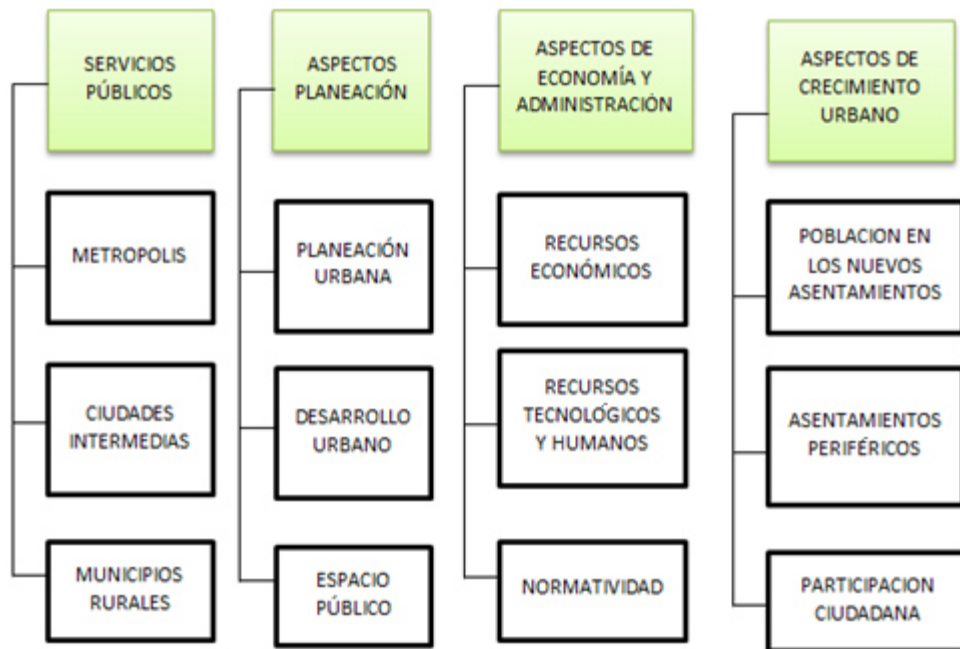 SERVICIOS
PÚBLICOS
METROPOLIS
CIUDADES
INTERMEDIAS
MUNICIPIOS
RURALES
ASPECTOS
PLANEACIÓN
PLANEACIÓN
URBANA
DESARROLLO
URBANO
ESPACIO
PÚBLICO
ASPECTOS DE
ECONOMÍA Y
ADMINISTRACIÓN
RECURSOS
ECONÓMICOS
RECURSOS
TECNOLÓGICOS
Y HUMANOS
NORMATIVIDAD
ASPECTOS DE
CRECIMIENTO
URBANO
POBLACION EN
LOS NUEVOS
ASENTAMIENTOS
ASENTAMIENTOS
PERIFÉRICOS
PARTICIPACION
CIUDADANA